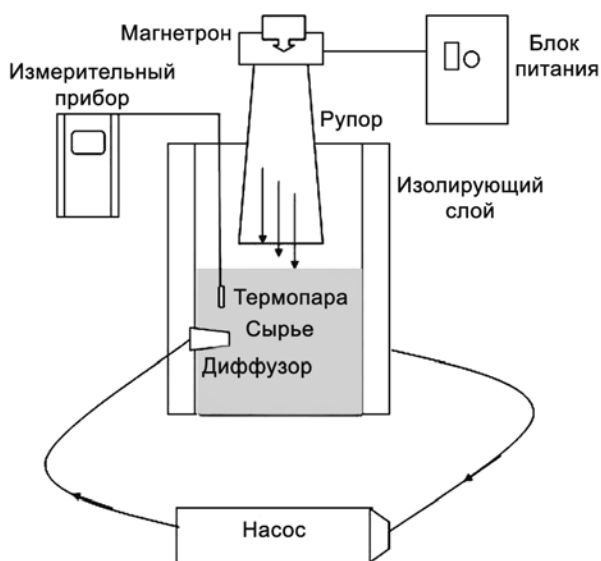 Магнетрон
Блок
питания
Измерительный
прибор
Рупор
Изолирующий
слой
Термопара
Сырье
Диффузор
Насос